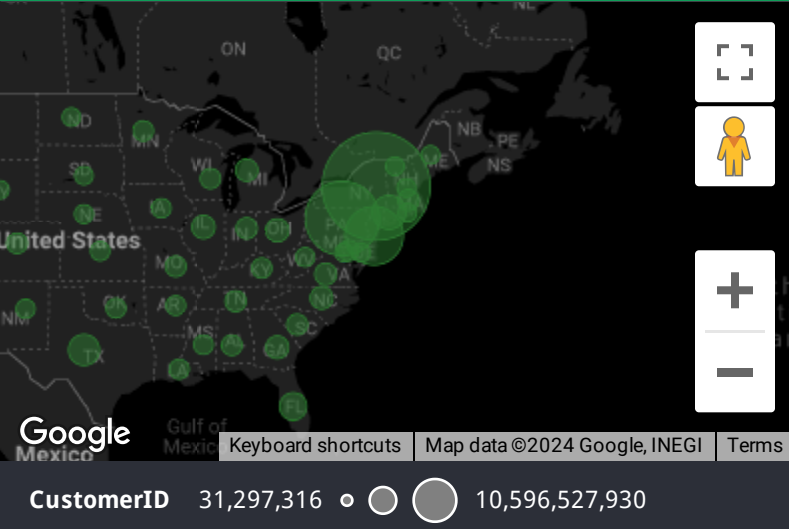 NL
ON
QC
ND
MN
NB
PE
ME
NS
SD
WI
MI
NH
NY
MA
NE
IA
PA
United States
IL
IN
OH
MD
DE
MO
WV
KY
VA
OK
AR
TN
NC
NM
MS
AL
SC
GA
TX
LA
FL
Google
Gulf of
Mexico
Mexico
Keyboard shortcuts
Map data ©2024 Google, INEGI
Terms
CustomerID 31,297,316 10,596,527,930